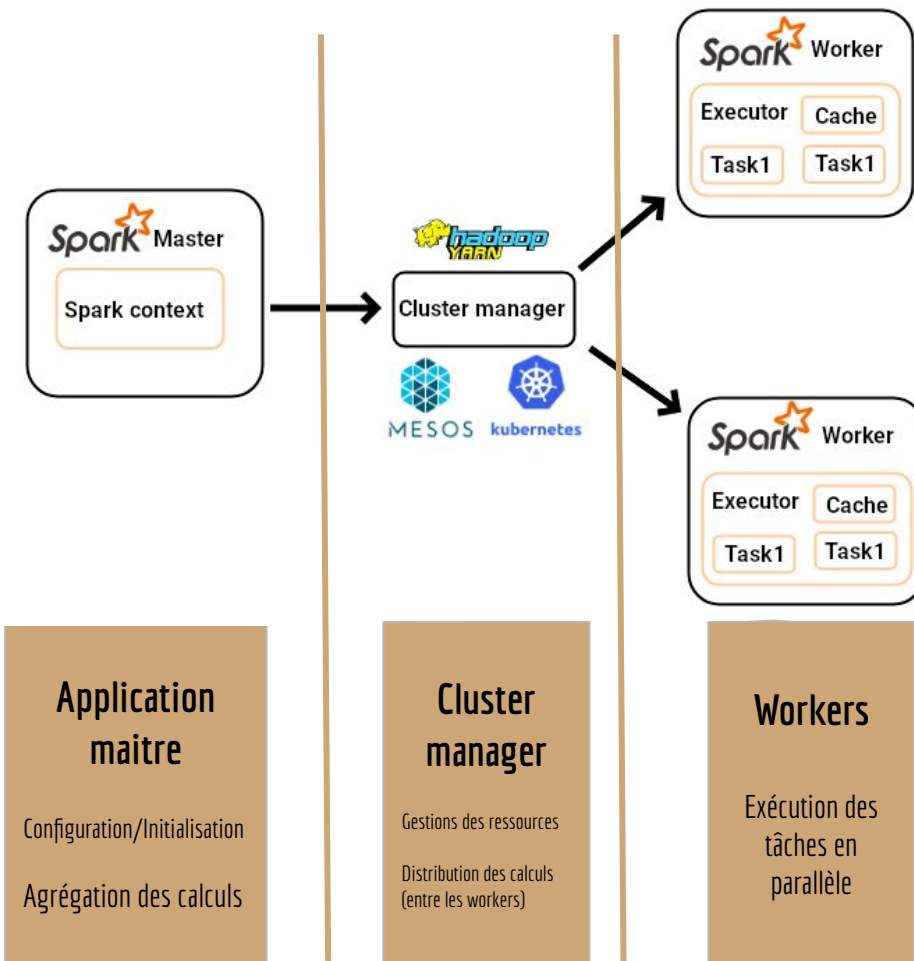 Spark Master
Spark context
hadoop
YARN
Cluster manager
MESOS
kubernetes
Spark Worker
Executor
Cache
Task1
Task1
Spark Worker
Executor
Cache
Task1
Task1
Application
maitre
Configuration/Initialisation
Agrégation des calculs
Cluster
manager
Gestions des ressources
Distribution des calculs
(entre les workers)
Workers
Exécution des
tâches en
parallèle